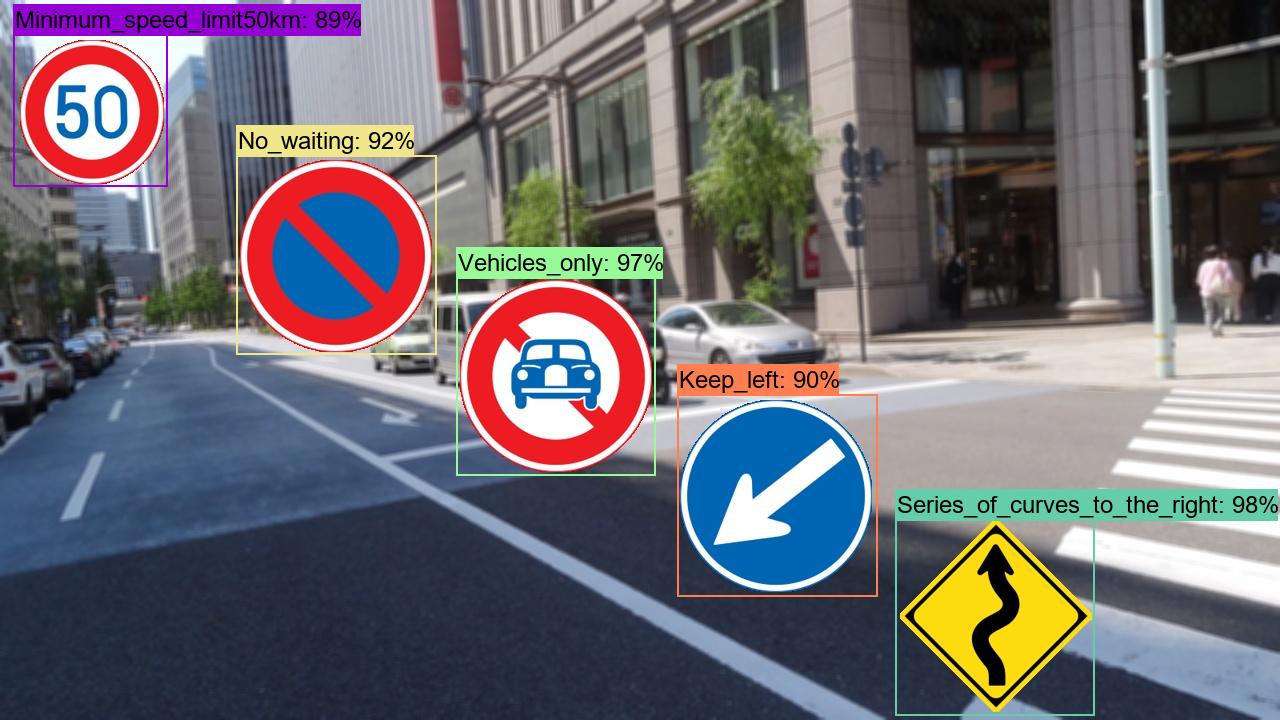 Minimum_speed_limit50km: 89%
50
No_waiting: 92%
Vehicles_only: 97%
Keep_left: 90%
Series_of_curves_to_the_right: 98%